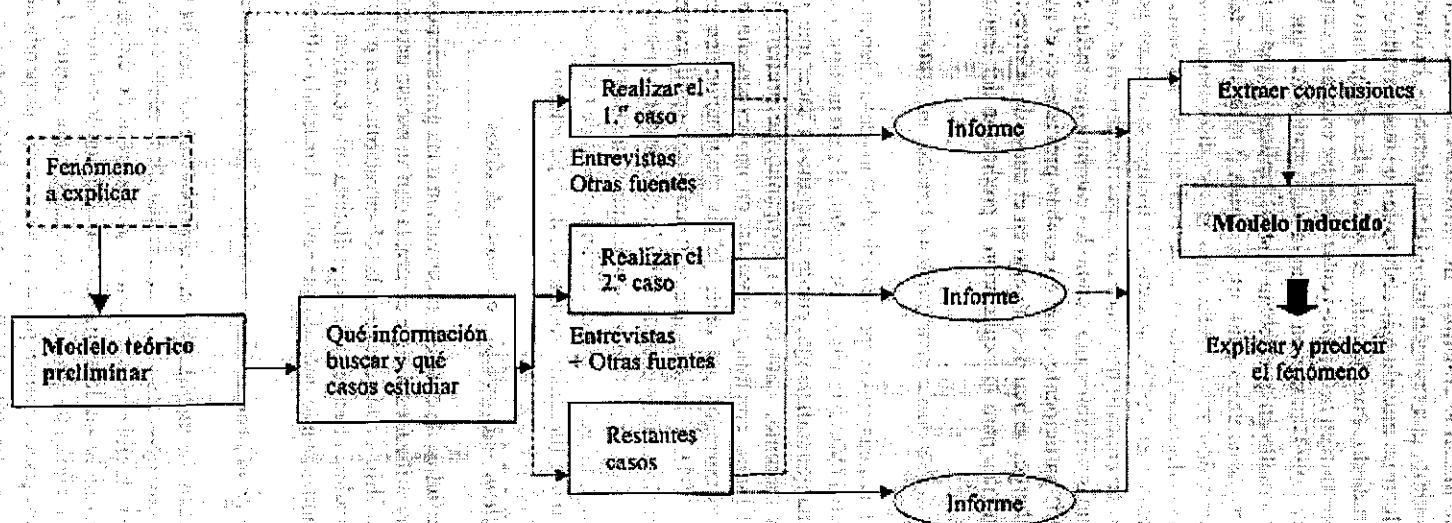 Fenómeno
a explicar
Modelo teórico
preliminar
Qué información
buscar y qué
casos estudiar
Realizar el
1.er caso
Entrevistas
Otras fuentes
Realizar el
2.º caso
Entrevistas
+ Otras fuentes
Restantes
casos
Informe
Informe
Informe
Extraer conclusiones
Modelo inducido
Explicar y predecir
el fenómeno